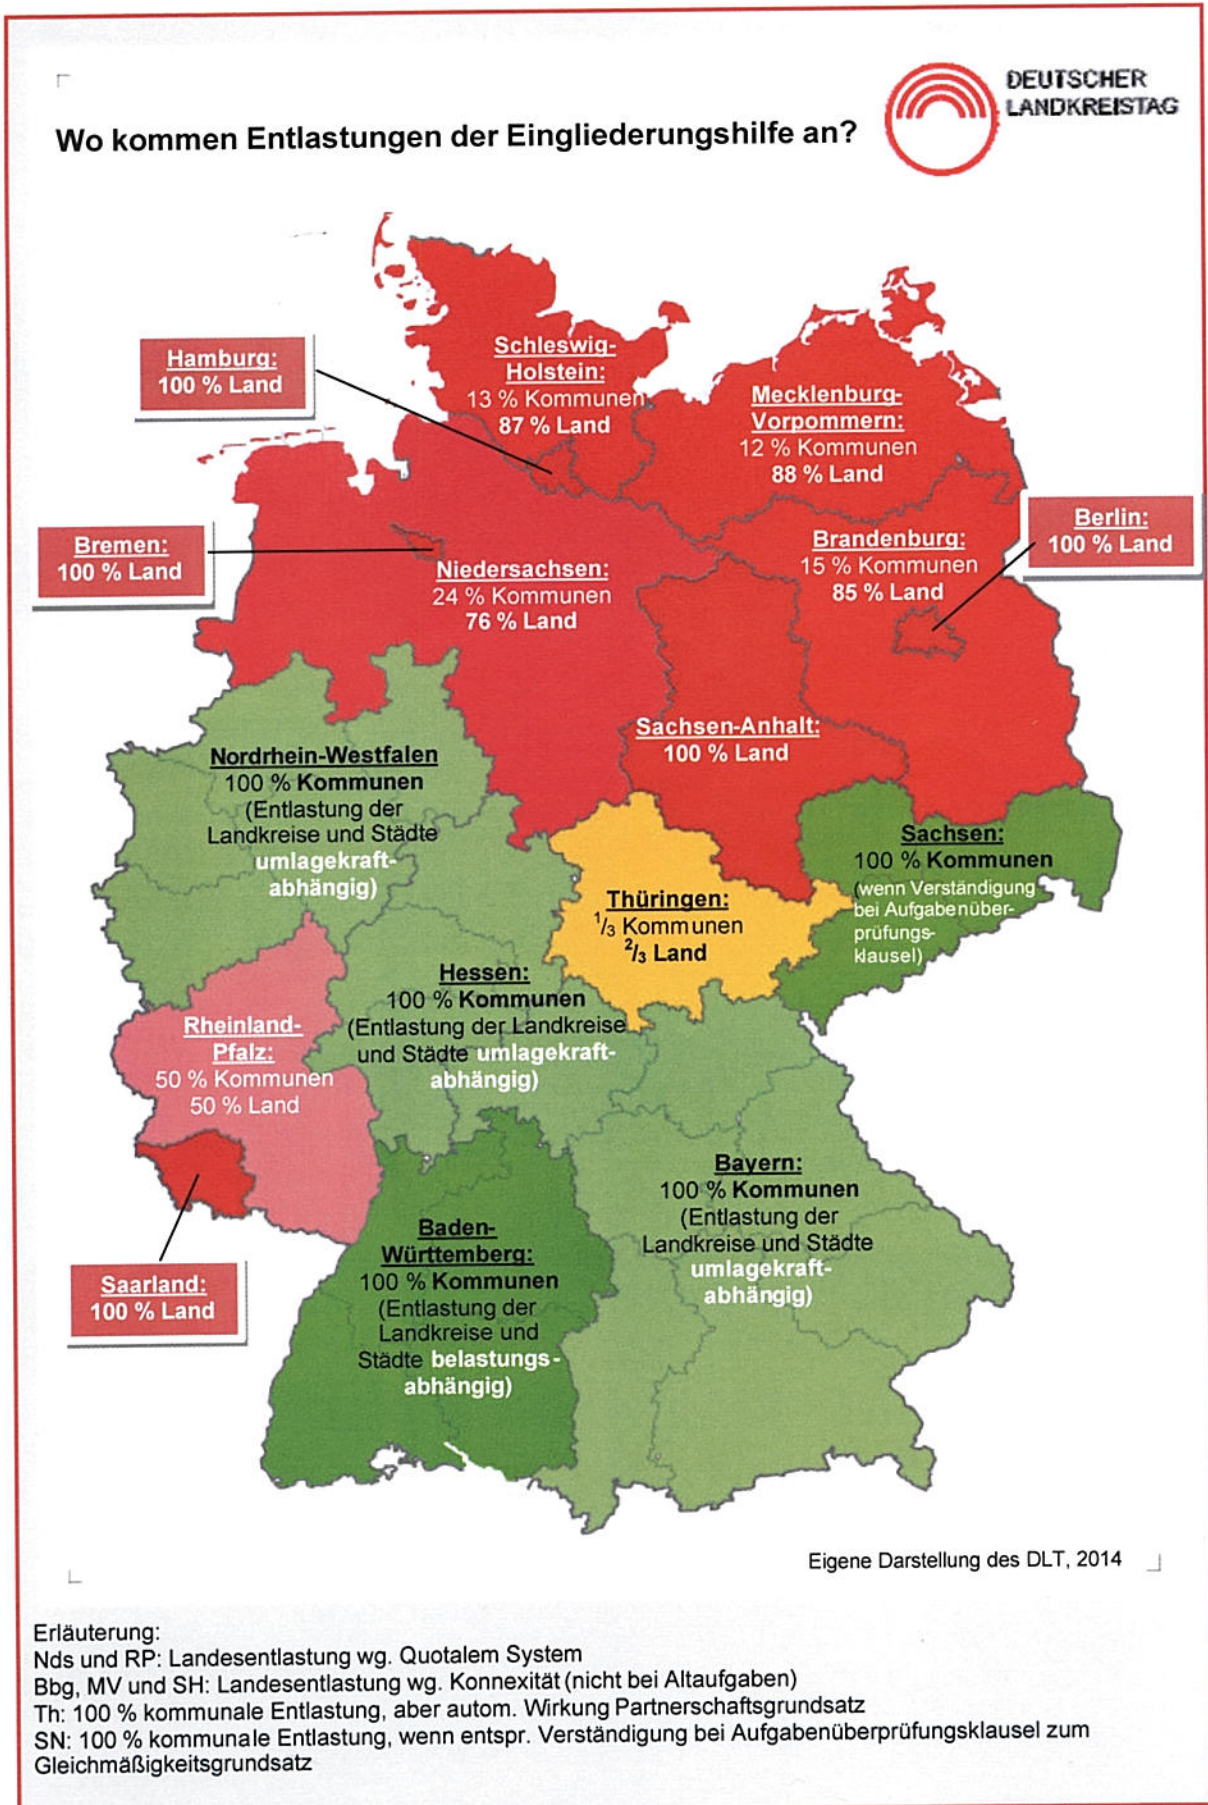 DEUTSCHER
LANDKREISTAG
Wo kommen Entlastungen der Eingliederungshilfe an?
Hamburg:
100 % Land
Schleswig-
Holstein:
13 % Kommunen
87 % Land
Mecklenburg-
Vorpommern:
12 % Kommunen
88 % Land
Bremen:
100 % Land
Niedersachsen:
24 % Kommunen
76 % Land
Brandenburg:
15 % Kommunen
85 % Land
Berlin:
100 % Land
Sachsen-Anhalt:
100 % Land
Nordrhein-Westfalen
100 % Kommunen
(Entlastung der
Landkreise und Städte
umlagekraft-
abhängig)
Sachsen:
100 % Kommunen
(wenn Verständigung
bei Aufgabenüber-
prüfungs-
klausel)
Thüringen:
1/3 Kommunen
2/3 Land
Hessen:
100 % Kommunen
(Entlastung der Landkreise
und Städte umlagekraft-
abhängig)
Rheinland-
Pfalz:
50 % Kommunen
50 % Land
Saarland:
100 % Land
Baden-
Württemberg:
100 % Kommunen
(Entlastung der
Landkreise und
Städte belastungs-
abhängig)
Bayern:
100 % Kommunen
(Entlastung der
Landkreise und Städte
umlagekraft-
abhängig)
Eigene Darstellung des DLT, 2014
Erläuterung:
Nds und RP: Landesentlastung wg. Quotalem System
Bbg, MV und SH: Landesentlastung wg. Konnexität (nicht bei Altaufgaben)
Th: 100 % kommunale Entlastung, aber autom. Wirkung Partnerschaftsgrundsatz
SN: 100 % kommunale Entlastung, wenn entspr. Verständigung bei Aufgabenüberprüfungsklausel zum
Gleichmäßigkeitsgrundsatz